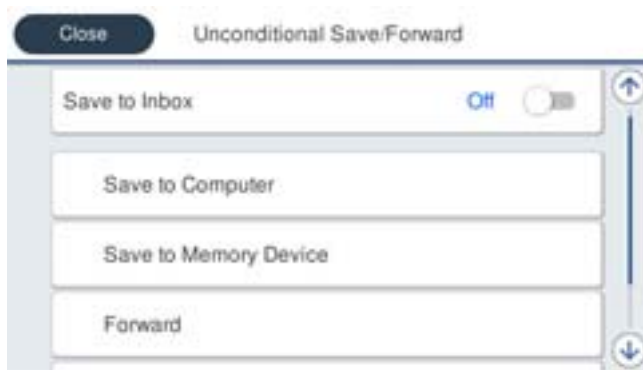 Close Unconditional Save/Forward
Save to Inbox Off
Save to Computer
Save to Memory Device
Forward